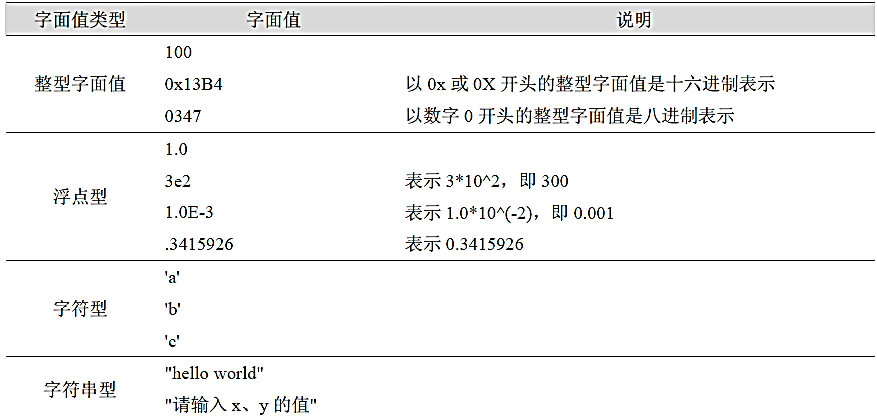 字面值类型 字面值 说明
100
整型字面值 0x13B4 以 0x 或 0X 开头的整型字面值是十六进制表示
0347 以数字 0 开头的整型字面值是八进制表示
1.0
浮点型 3e2 表示 3*10^2，即 300
1.0E-3 表示 1.0*10^(-2)，即 0.001
.3415926 表示 0.3415926
'a'
字符型 'b'
'c'
字符串型 "hello world"
"请输入 x、y 的值"